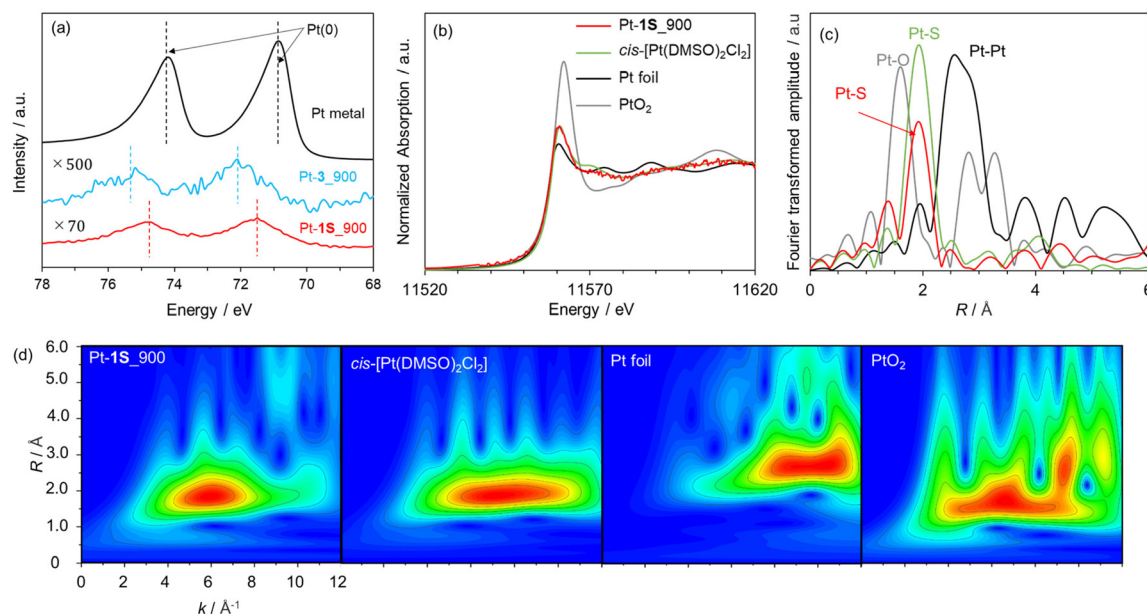 (a)
Pt(0)
Pt metal
×500
Pt-3_900
×70
Pt-1S_900
Intensity / a.u.
78 76 74 72 70 68
Energy / eV
(b)
Pt-1S_900
cis-[Pt(DMSO)₂Cl₂]
Pt foil
PtO₂
Normalized Absorption / a.u.
11520 11570 11620
Energy / eV
(c)
Pt-S
Pt-O
Pt-Pt
Pt-S
Fourier transformed amplitude / a.u
0 2 4 6
R / Å
(d)
Pt-1S_900
cis-[Pt(DMSO)₂Cl₂]
Pt foil
PtO₂
6.0
5.0
4.0
3.0
2.0
1.0
0
R / Å
0 2 4 6 8 10 12
k / Å⁻¹